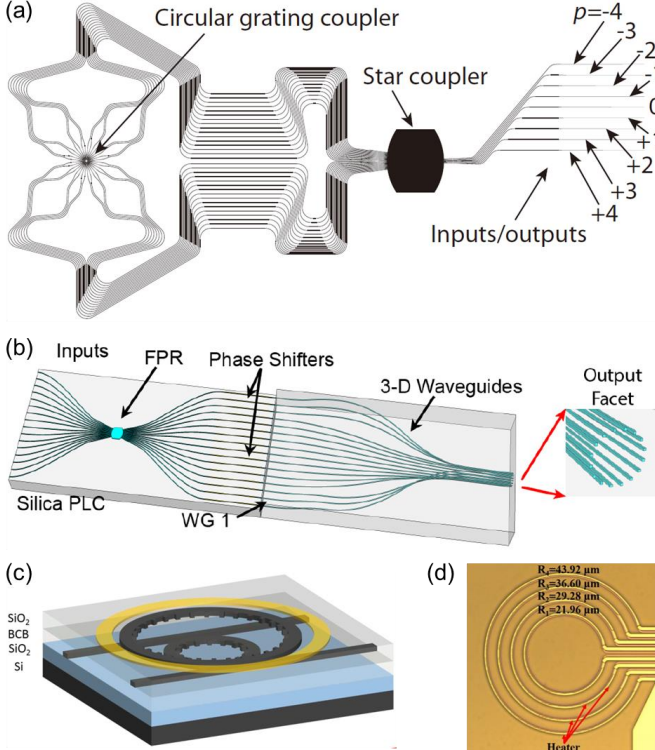 (a)
Circular grating coupler
Star coupler
p=-4
-3
-2
-
0
+
+2
+3
+4
Inputs/outputs
(b)
Inputs
FPR
Phase Shifters
3-D Waveguides
Output
Facet
Silica PLC
WG 1
(c)
SiO₂
BCB
SiO₂
Si
(d)
R₄=43.92 μm
R₃=36.60 μm
R₂=29.28 μm
R₁=21.96 μm
Heater